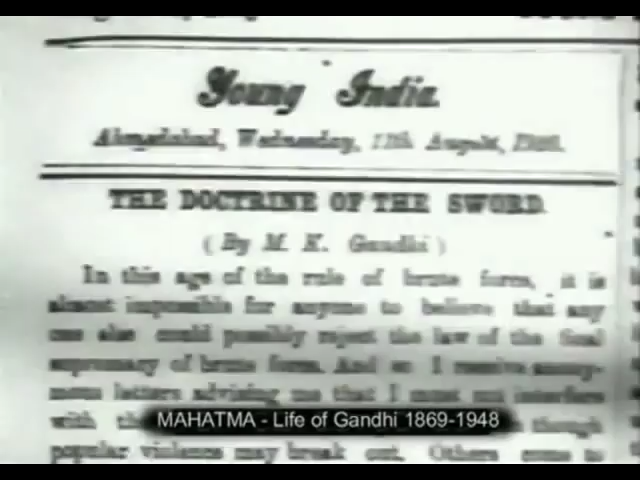 Young India.
Ahmedabad, Wednesday, 11th August, 1920.
THE DOCTRINE OF THE SWORD.
(By M. K. Gandhi)
In this age of the rule of brute force, it is
almost impossible for anyone to believe that any
one else could possibly reject the law of the final
supremacy of brute force. And so I receive anony-
mous letters advising me that I must not interfere
with though
popular violence may break out. Others come to
MAHATMA - Life of Gandhi 1869-1948